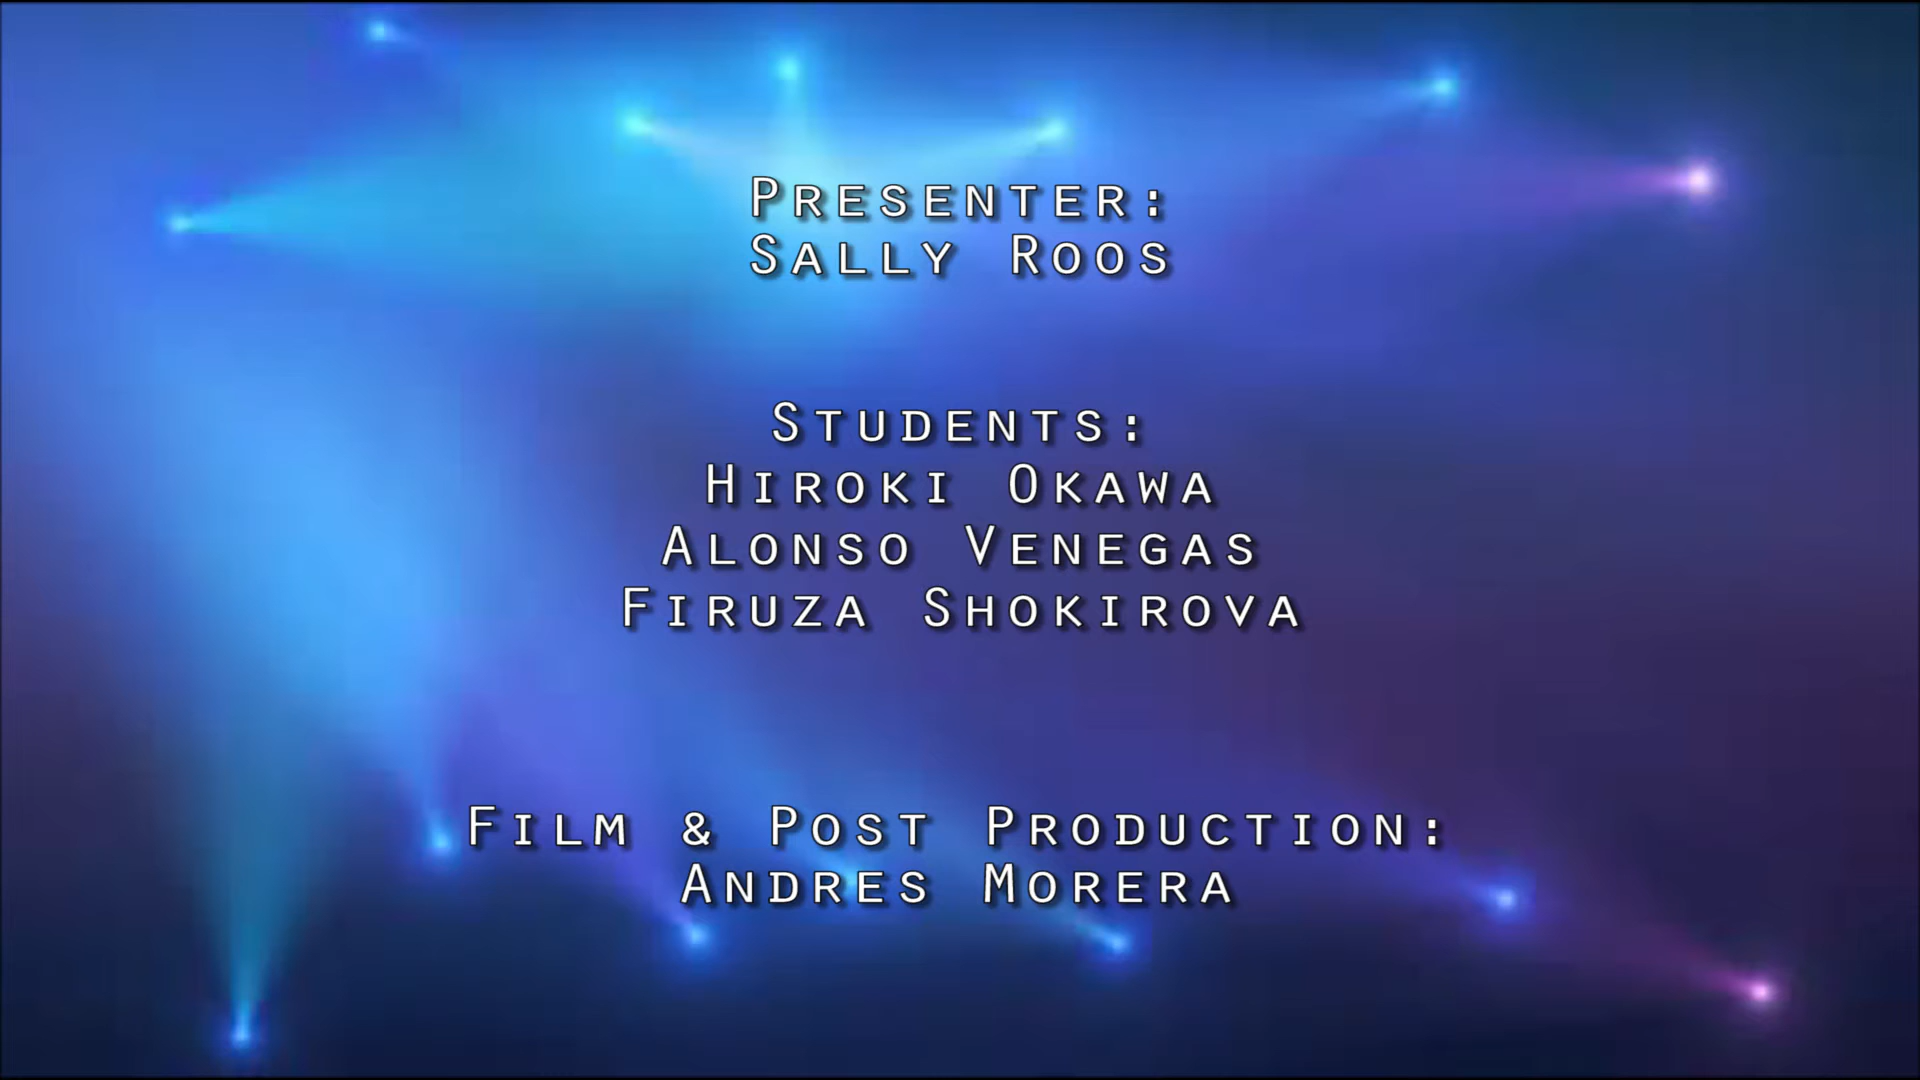 Presenter:
Sally Roos
Students:
Hiroki Okawa
Alonso Venegas
Firuza Shokirova
Film & Post Production:
Andres Morera